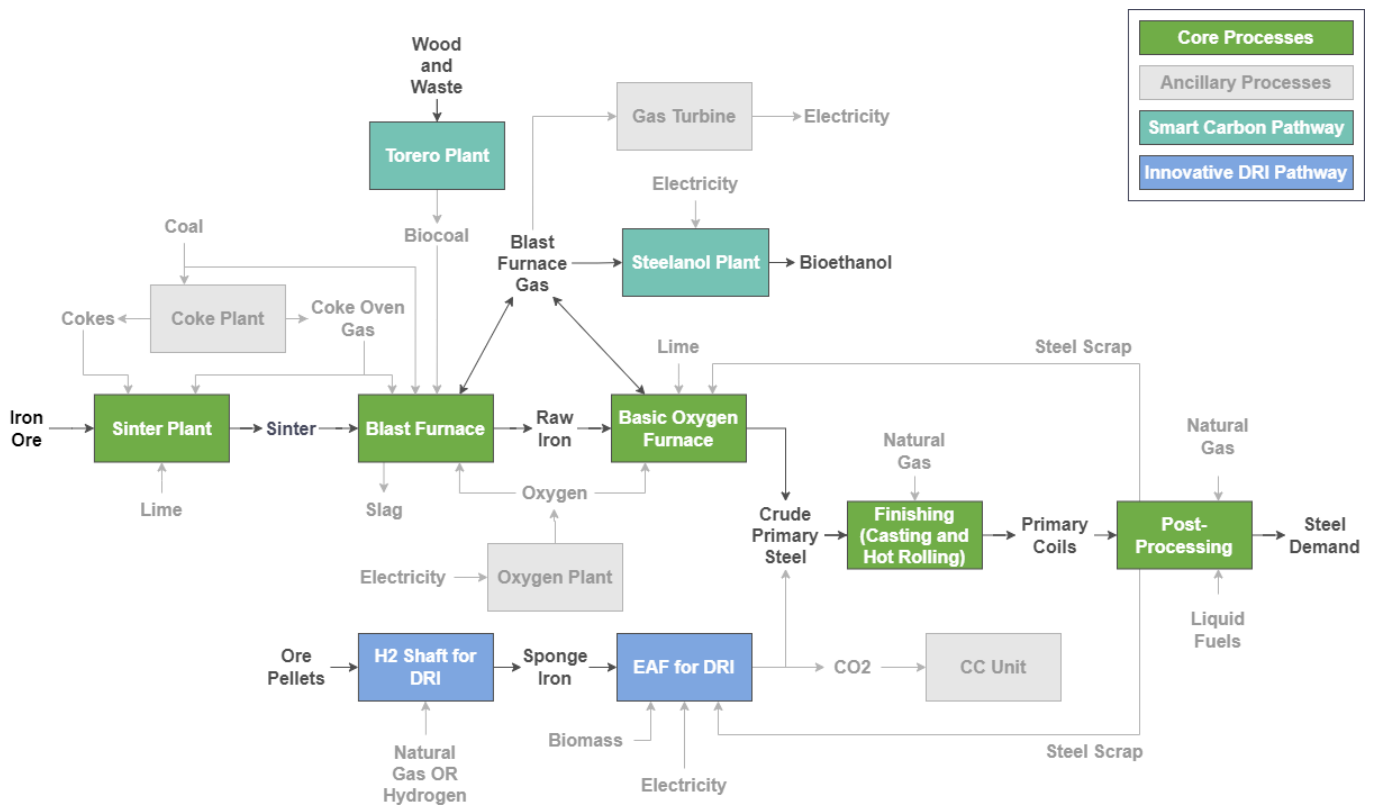 Wood
and
Waste
Core Processes
Ancillary Processes
Smart Carbon Pathway
Innovative DRI Pathway
Gas Turbine
Electricity
Torero Plant
Electricity
Coal
Biocoal
Blast
Furnace
Gas
Steelanol Plant
Bioethanol
Cokes
Coke Plant
Coke Oven
Gas
Lime
Steel Scrap
Iron
Ore
Sinter Plant
Sinter
Blast Furnace
Raw
Iron
Basic Oxygen
Furnace
Natural
Gas
Natural
Gas
Lime
Slag
Oxygen
Crude
Primary
Steel
Finishing
(Casting and
Hot Rolling)
Primary
Coils
Post-
Processing
Steel
Demand
Electricity
Oxygen Plant
Liquid
Fuels
Ore
Pellets
H2 Shaft for
DRI
Sponge
Iron
EAF for DRI
CO2
CC Unit
Natural
Gas OR
Hydrogen
Biomass
Electricity
Steel Scrap